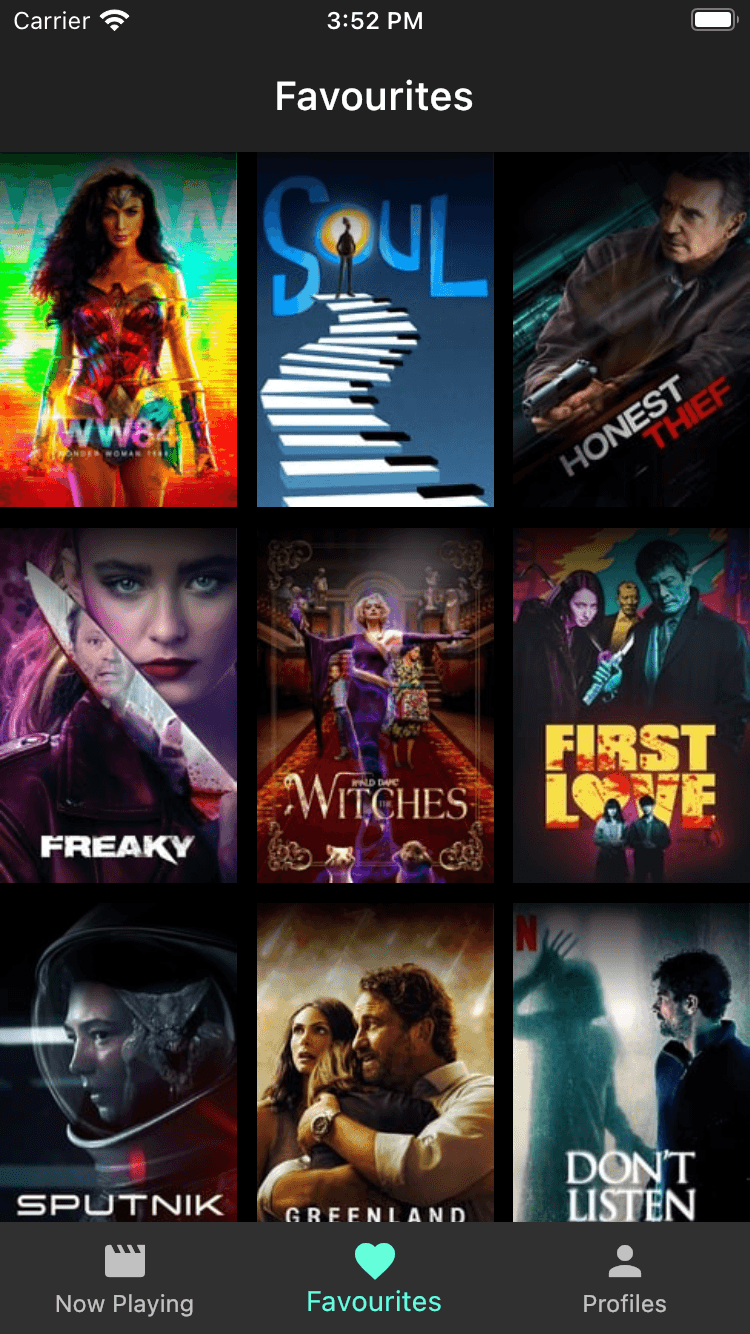 Carrier 3:52 PM
Favourites
WW84
WONDER WOMAN 1984
SOUL
HONEST
THIEF
FREAKY
ROALD DAHL'S
THE
WITCHES
FIRST
LOVE
SPUTNIK
GREENLAND
N
DON'T
LISTEN
Now Playing
Favourites
Profiles